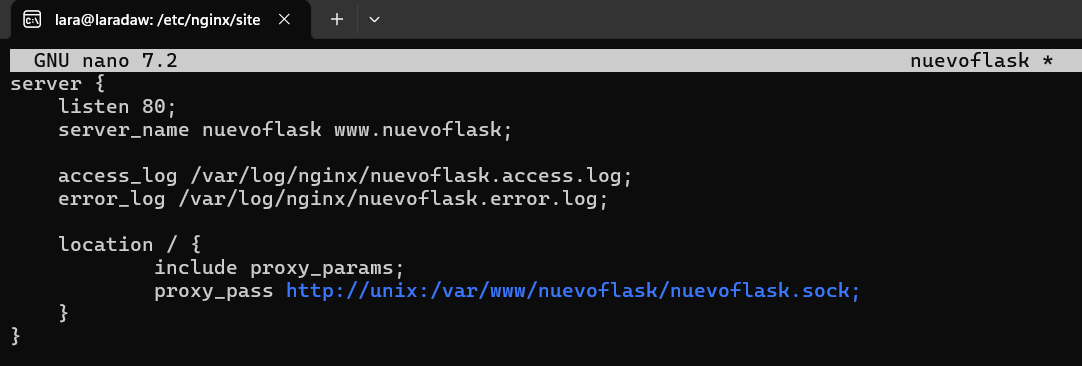 lara@laradaw: /etc/nginx/site
GNU nano 7.2 nuevoflask *
server {
    listen 80;
    server_name nuevoflask www.nuevoflask;

    access_log /var/log/nginx/nuevoflask.access.log;
    error_log /var/log/nginx/nuevoflask.error.log;

    location / {
            include proxy_params;
            proxy_pass http://unix:/var/www/nuevoflask/nuevoflask.sock;
    }
}